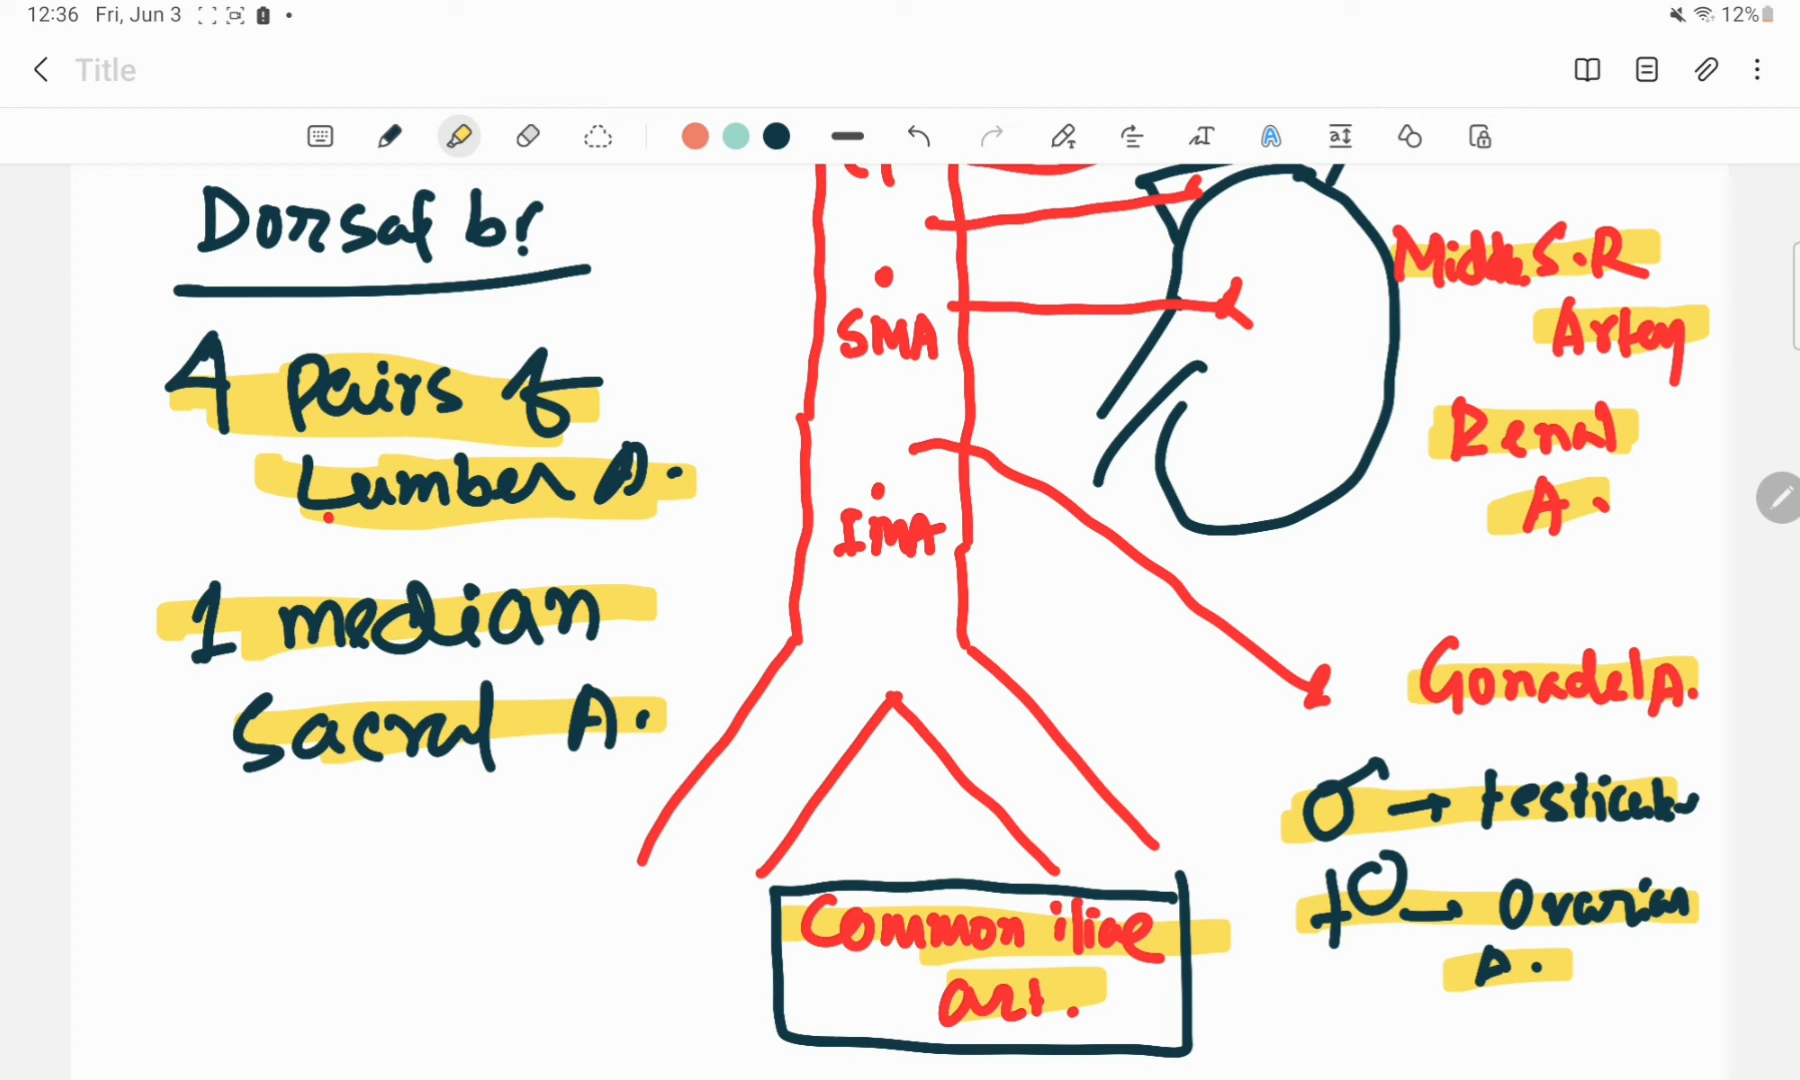 12:36 Fri, Jun 3
12%
Title
Dorsal br
4 Pairs of
Lumber A.
1 median
Sacral A.
SMA
IMA
Common iliac
art.
Middle S.R
Artery
Renal
A.
Gonadal A.
♂ → testicular
♀ → Ovarian
A.